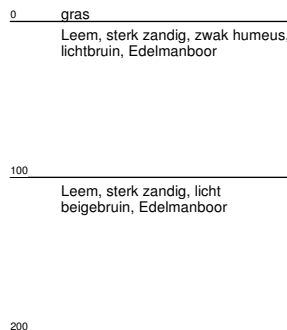 0 gras
Leem, sterk zandig, zwak humeus,
lichtbruin, Edelmanboor
100
Leem, sterk zandig, licht
beigebruin, Edelmanboor
200